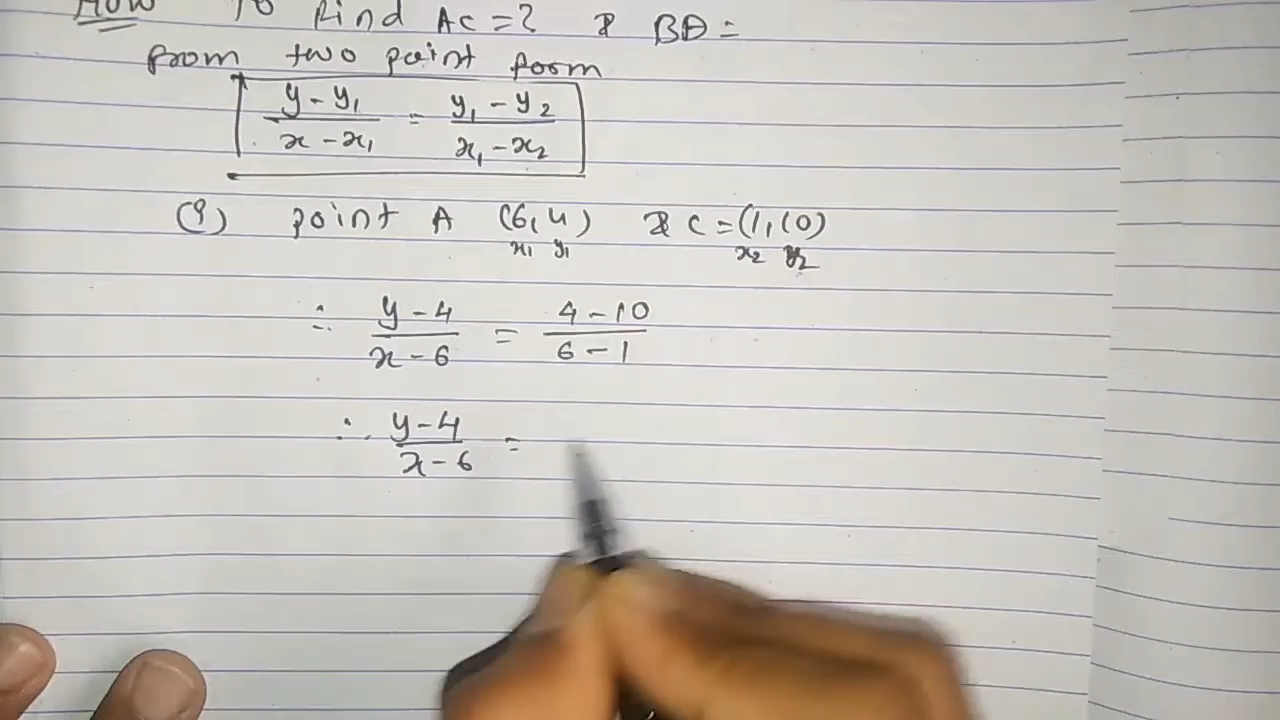 How To find AC = ? & BD =
from two point form
y - y₁ / x - x₁ = y₁ - y₂ / x₁ - x₂
(i) point A (6, 4) & C = (1, 10)
x₁ y₁ x₂ y₂
∴ y - 4 / x - 6 = 4 - 10 / 6 - 1
∴ y - 4 / x - 6 =